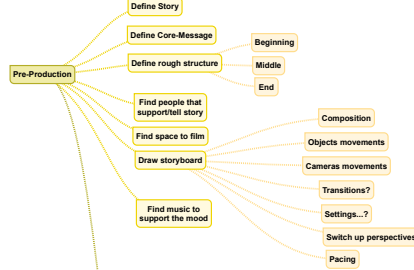 Define Story
Define Core-Message
Beginning
Define rough structure
Middle
Pre-Production
End
Find people that
support/tell story
Composition
Find space to film
Objects movements
Draw storyboard
Cameras movements
Transitions?
Find music to
support the mood
Settings...?
Switch up perspectives
Pacing